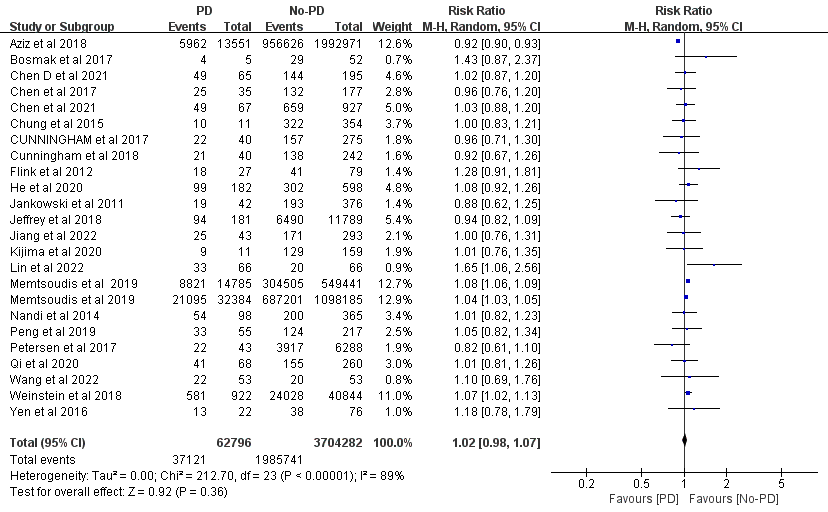 PD No-PD Risk Ratio Risk Ratio
Study or Subgroup Events Total Events Total Weight M-H, Random, 95% CI M-H, Random, 95% CI
Aziz et al 2018 5962 13551 956626 1992971 12.6% 0.92 [0.90, 0.93]
Bosmak et al 2017 4 5 29 52 0.7% 1.43 [0.87, 2.37]
Chen D et al 2021 49 65 144 195 5.0% 1.02 [0.87, 1.20]
Chen et al 2017 25 35 132 177 2.9% 0.96 [0.76, 1.20]
Chen et al 2021 49 67 659 927 5.0% 1.03 [0.88, 1.20]
Chung et al 2015 10 11 322 354 4.0% 1.00 [0.83, 1.21]
CUNNINGHAM et al 2017 22 40 157 275 1.8% 0.96 [0.71, 1.30]
Cunningham et al 2018 21 40 138 242 1.7% 0.92 [0.67, 1.26]
Flink et al 2012 18 27 41 79 1.4% 1.28 [0.91, 1.81]
He et al 2020 99 182 302 598 4.8% 1.08 [0.92, 1.26]
Jankowski et al 2011 19 42 193 376 1.3% 0.88 [0.62, 1.25]
Jeffrey et al 2018 94 181 6490 11789 5.4% 0.94 [0.82, 1.09]
Jiang et al 2022 25 43 171 293 2.2% 1.00 [0.76, 1.31]
Kijima et al 2020 9 11 129 159 2.0% 1.01 [0.76, 1.35]
Lin et al 2022 33 66 20 66 0.9% 1.65 [1.06, 2.56]
Memtsoudis et al 2019 8821 14785 304505 549441 12.7% 1.08 [1.06, 1.09]
Memtsoudis et al 2019 21095 32384 687201 1098185 12.9% 1.04 [1.03, 1.05]
Nandi et al 2014 54 98 200 365 3.3% 1.01 [0.82, 1.23]
Peng et al 2019 33 55 124 217 2.5% 1.05 [0.82, 1.34]
Petersen et al 2017 22 43 3917 6288 1.8% 0.82 [0.61, 1.10]
Qi et al 2020 41 68 155 260 3.0% 1.01 [0.81, 1.26]
Wang et al 2022 22 53 20 53 0.8% 1.10 [0.69, 1.76]
Weinstein et al 2018 581 922 24028 40844 11.0% 1.07 [1.02, 1.13]
Yen et al 2016 13 22 38 76 1.0% 1.18 [0.78, 1.79]
Total (95% CI) 62796 3704282 100.0% 1.02 [0.98, 1.07]
Total events 37121 1985741
Heterogeneity: Tau² = 0.00; Chi² = 212.70, df = 23 (P < 0.00001); I² = 89%
Test for overall effect: Z = 0.92 (P = 0.36)
0.2 0.5 1 2 5
Favours [PD] Favours [No-PD]